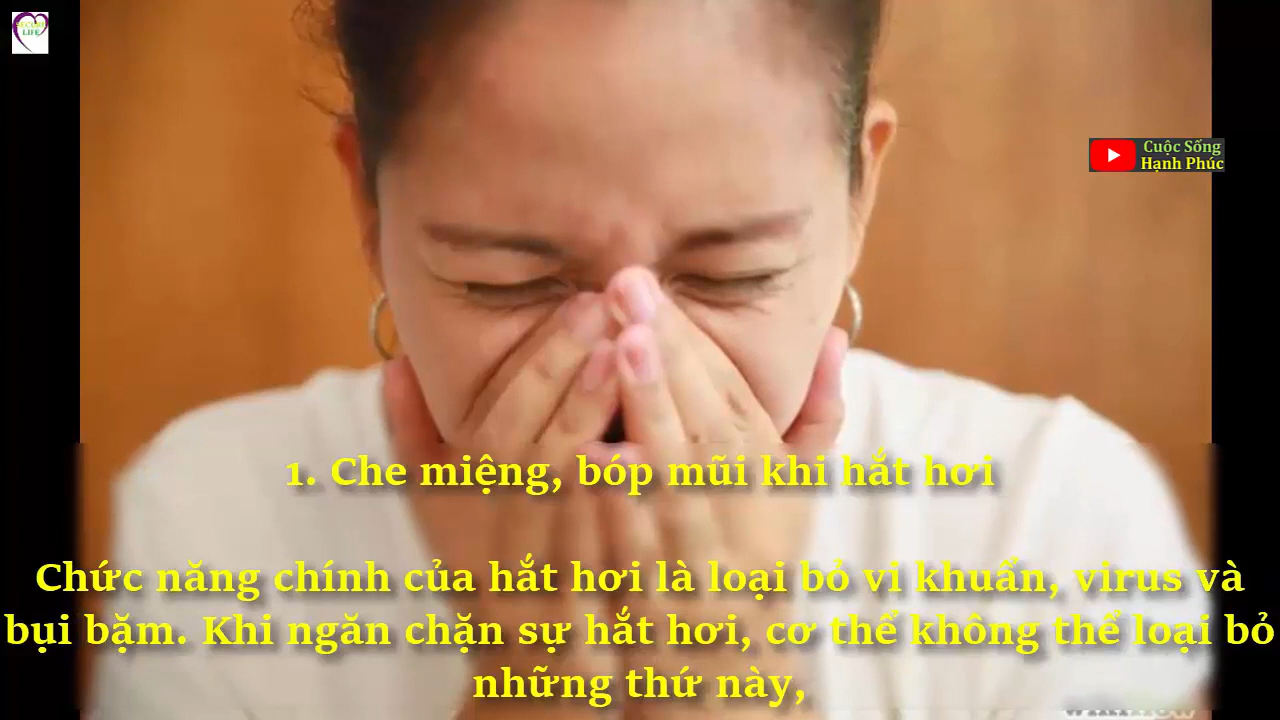 SECURE
LIFE
Cuộc Sống
Hạnh Phúc
1. Che miệng, bóp mũi khi hắt hơi
Chức năng chính của hắt hơi là loại bỏ vi khuẩn, virus và
bụi bặm. Khi ngăn chặn sự hắt hơi, cơ thể không thể loại bỏ
những thứ này,